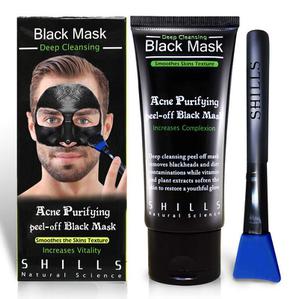 Deep Cleansing
Black Mask
Deep Cleansing
Acne Purifying
peel-off Black Mask
Smoothes the Skins Texture
Increases Vitality
SHILLS
Natural Science
Black Mask
Smoothes Skins Texture
Acne Purifying
peel-off Black Mask
Increases Complexion
Deep cleansing peel off mask
removes blackheads and diet
contaminations while vitamin
and plant extracts soften the
skin to restore a youthful glow.
SHILLS
Natural Science
SHILLS